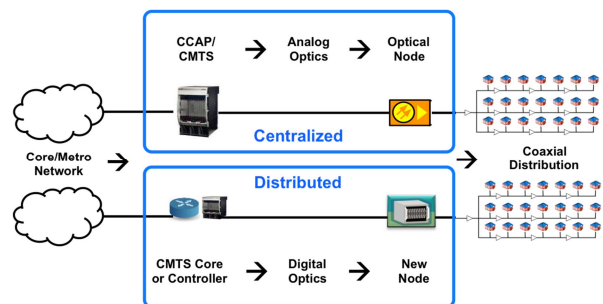 CCAP/
CMTS
Analog
Optics
Optical
Node
Centralized
Core/Metro
Network
Coaxial
Distribution
Distributed
CMTS Core
or Controller
Digital
Optics
New
Node